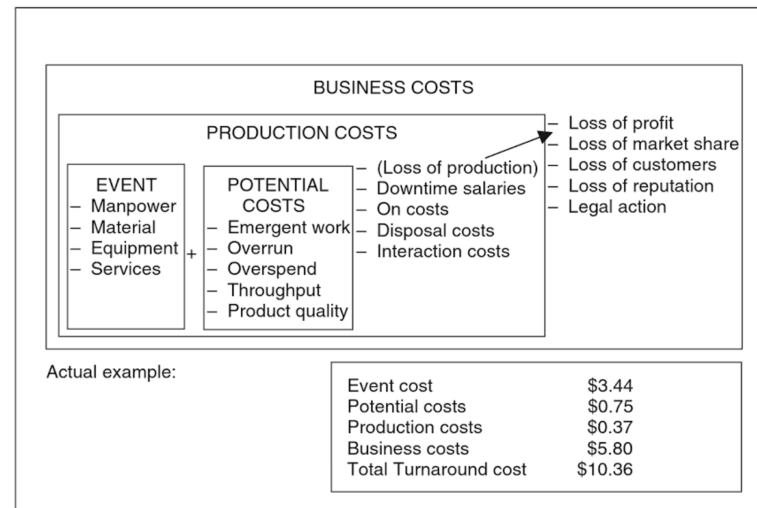 BUSINESS COSTS
PRODUCTION COSTS
EVENT
– Manpower
– Material
– Equipment
– Services
+
POTENTIAL
COSTS
– Emergent work
– Overrun
– Overspend
– Throughput
– Product quality
– (Loss of production)
– Downtime salaries
– On costs
– Disposal costs
– Interaction costs
– Loss of profit
– Loss of market share
– Loss of customers
– Loss of reputation
– Legal action
Actual example:
Event cost $3.44
Potential costs $0.75
Production costs $0.37
Business costs $5.80
Total Turnaround cost $10.36